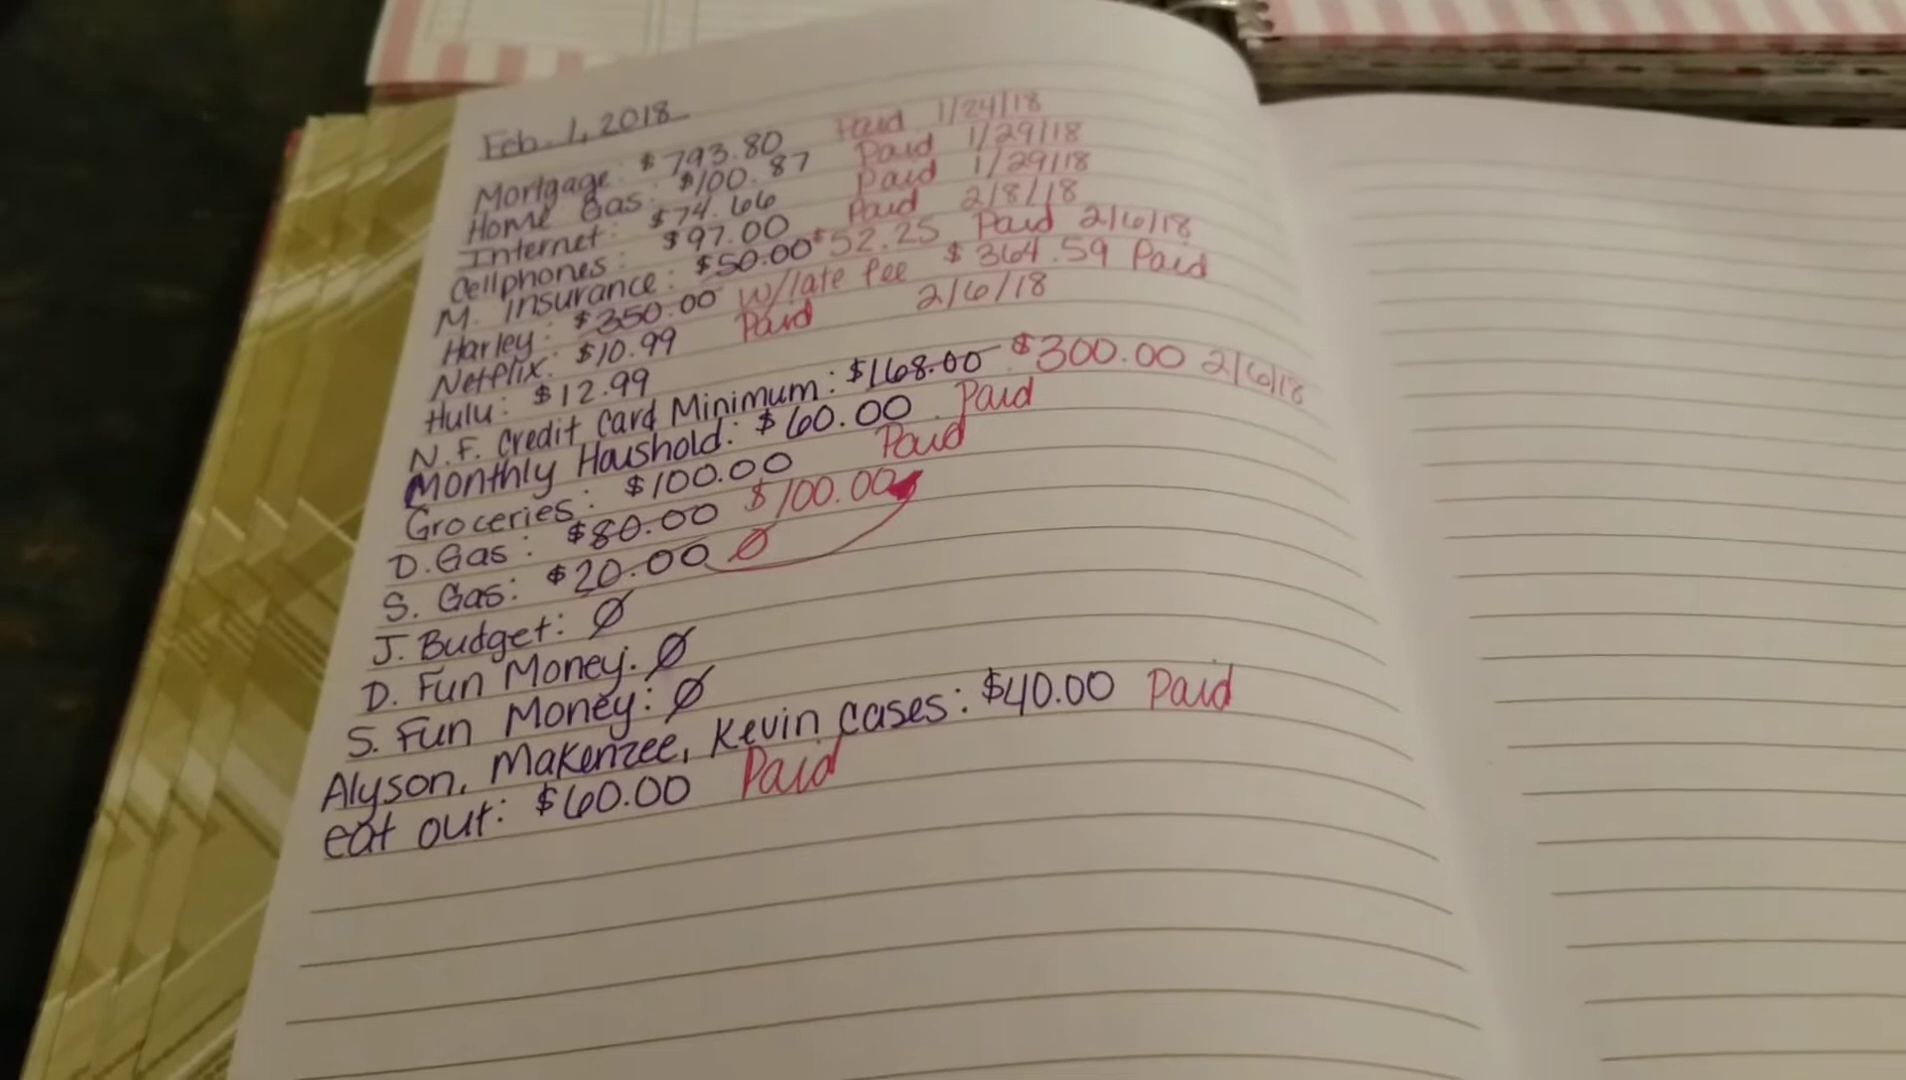 Feb. 1, 2018
Mortgage: $793.80 Paid 1/24/18
Home Gas: $100.87 Paid 1/29/18
Internet: $74.66 Paid 1/29/18
Cellphones: $97.00 Paid 2/8/18
M. Insurance: $50.00 $52.25 Paid 2/6/18
Harley: $350.00 w/late fee $364.59 Paid
Netflix: $10.99 Paid 2/6/18
Hulu: $12.99
N.F. Credit Card Minimum: $168.00 $300.00 2/6/18
Monthly Haushold: $60.00 Paid
Groceries: $100.00 Paid
D. Gas: $80.00 $100.00
S. Gas: $20.00 Ø
J. Budget: Ø
D. Fun Money: Ø
S. Fun Money: Ø
Alyson, Makenzee, Kevin cases: $40.00 Paid
eat out: $60.00 Paid